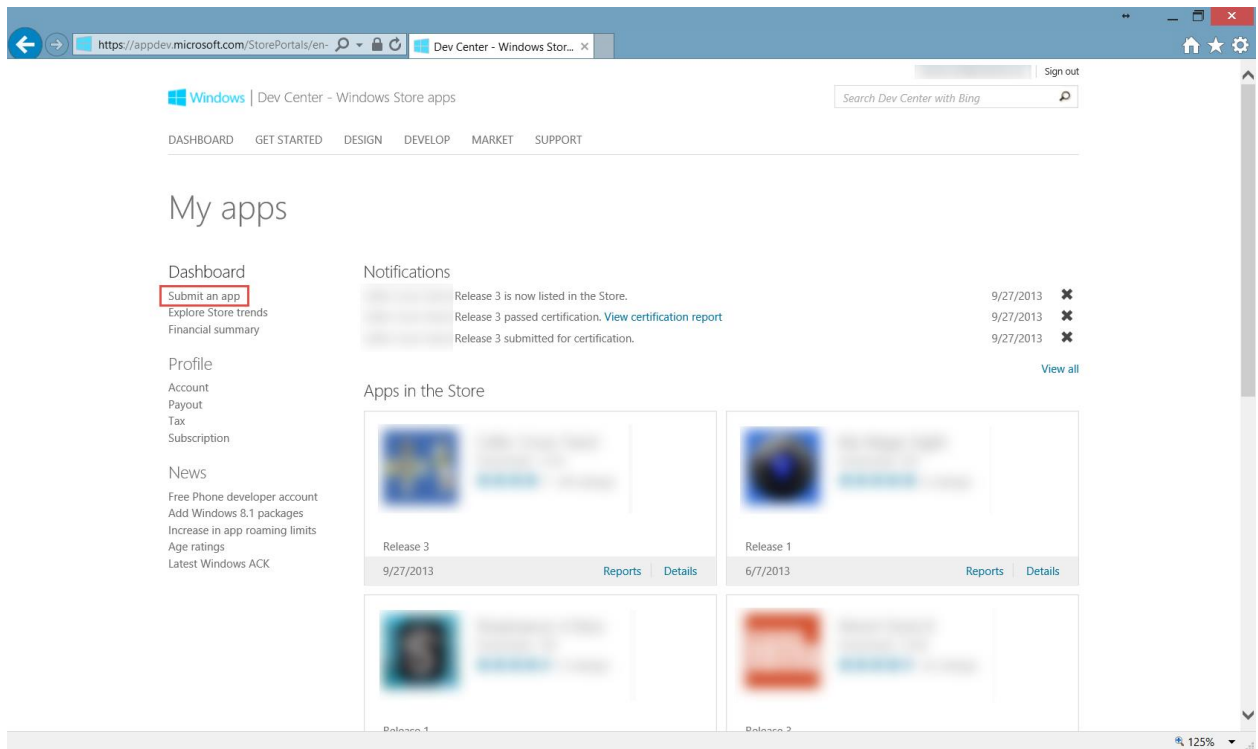 https://appdev.microsoft.com/StorePortals/en-
Dev Center - Windows Stor...
Sign out
Windows | Dev Center - Windows Store apps
Search Dev Center with Bing
DASHBOARD GET STARTED DESIGN DEVELOP MARKET SUPPORT
My apps
Dashboard
Submit an app
Explore Store trends
Financial summary
Profile
Account
Payout
Tax
Subscription
News
Free Phone developer account
Add Windows 8.1 packages
Increase in app roaming limits
Age ratings
Latest Windows ACK
Notifications
Release 3 is now listed in the Store. 9/27/2013
Release 3 passed certification. View certification report 9/27/2013
Release 3 submitted for certification. 9/27/2013
View all
Apps in the Store
Release 3
9/27/2013 Reports Details
Release 1
6/7/2013 Reports Details
Release 1
Release 2
125%